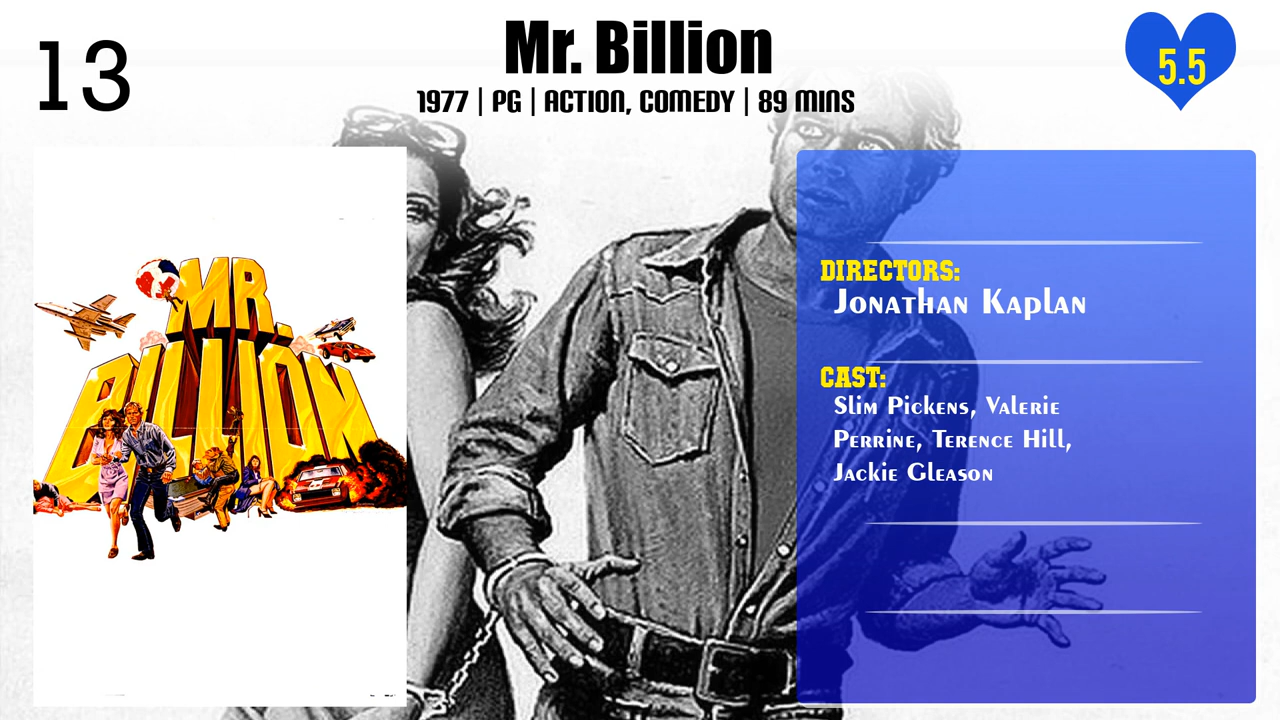 13
Mr. Billion
1977 | PG | ACTION, COMEDY | 89 MINS
5.5
MR.
BILLION
DIRECTORS:
Jonathan Kaplan
CAST:
Slim Pickens, Valerie
Perrine, Terence Hill,
Jackie Gleason